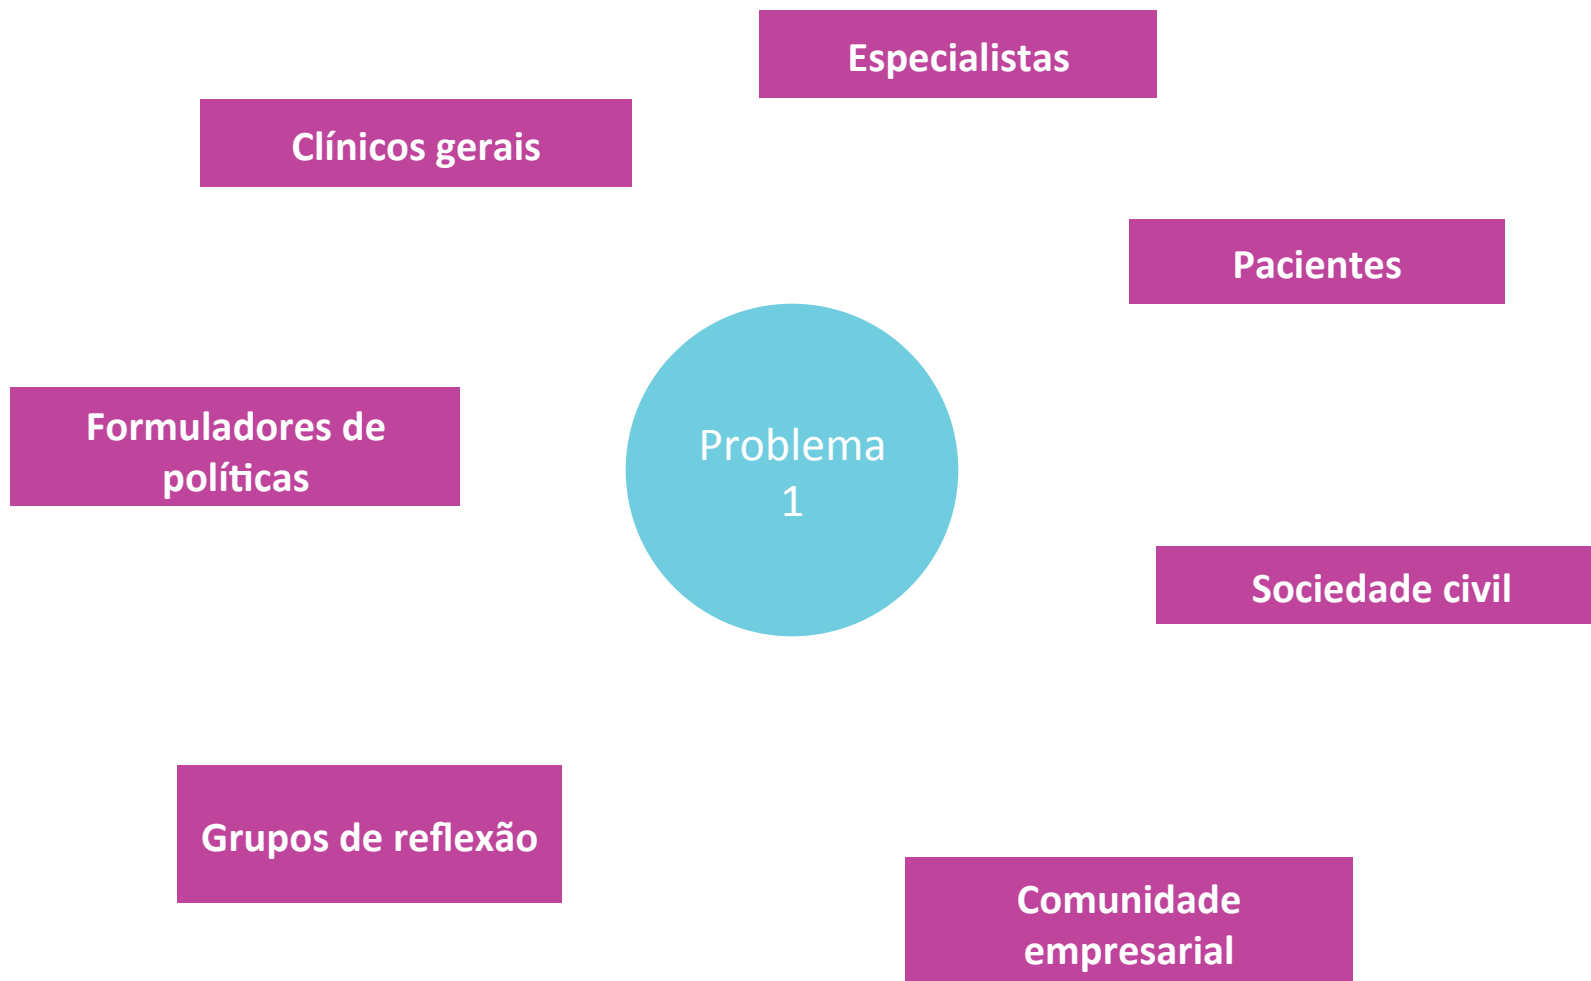 Especialistas
Clínicos gerais
Pacientes
Formuladores de
políticas
Problema
1
Sociedade civil
Grupos de reflexão
Comunidade
empresarial